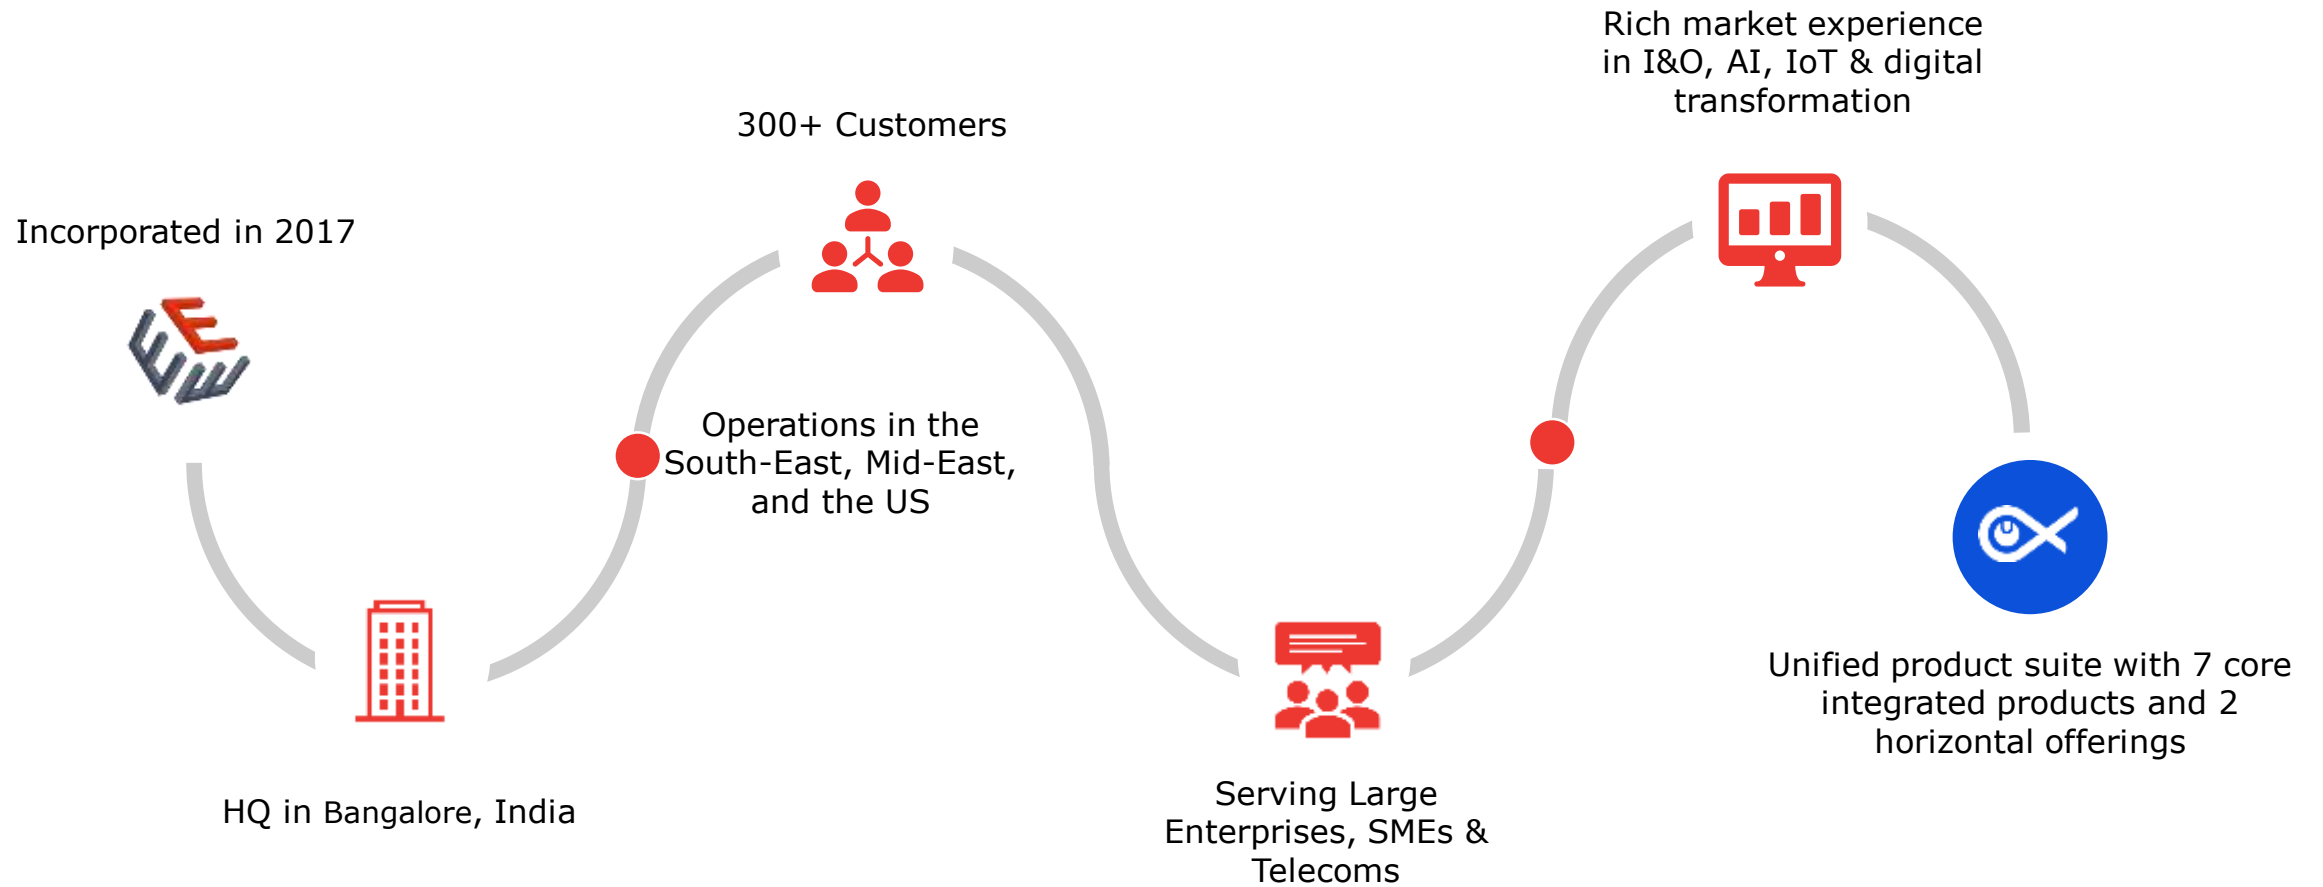 Incorporated in 2017
HQ in Bangalore, India
300+ Customers
Operations in the
South-East, Mid-East,
and the US
Serving Large
Enterprises, SMEs &
Telecoms
Rich market experience
in I&O, AI, IoT & digital
transformation
Unified product suite with 7 core
integrated products and 2
horizontal offerings